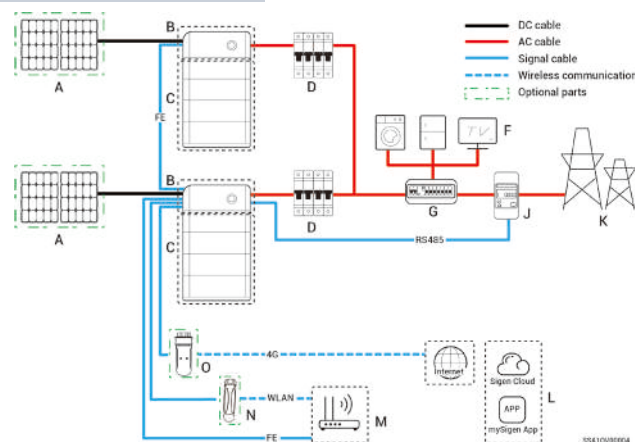 DC cable
AC cable
Signal cable
Wireless communication
Optional parts
A
B
C
D
FE
TV
F
A
B
C
D
G
J
K
RS485
O
4G
Internet
Sigen Cloud
APP
mySigen App
L
N
WLAN
M
FE